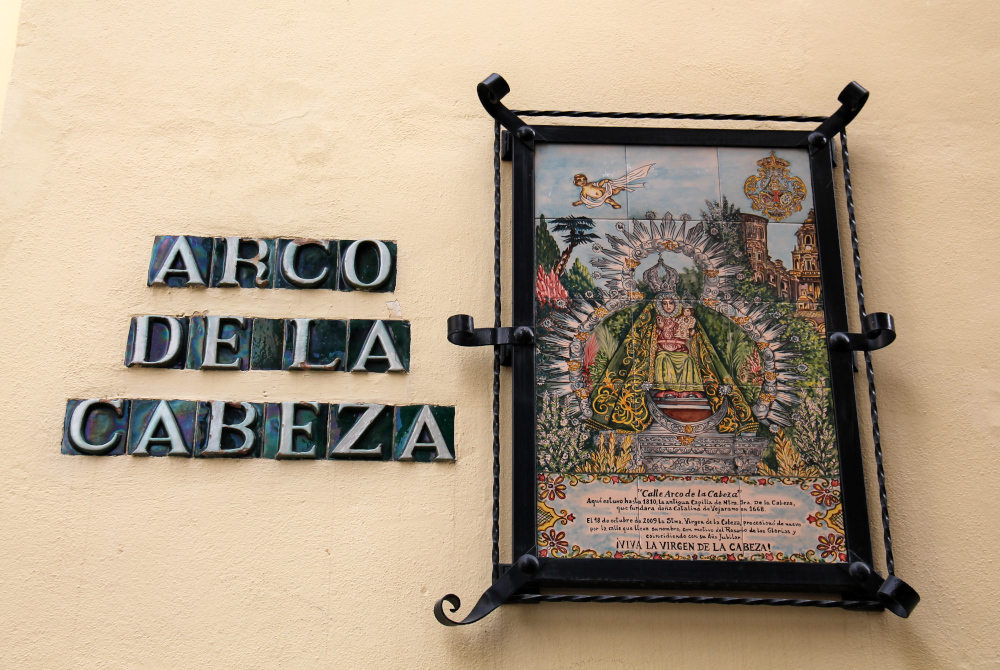 ARCO
DE LA
CABEZA
"Calle Arco de la Cabeza"
Aquí estuvo hasta 1810, la antigua Capilla de Ntra. Sra. De la Cabeza,
que fundara doña Catalina de Vejarano en 1668.
El 18 de octubre de 2009 la Stma. Virgen de la Cabeza, procesionó de nuevo
por la calle que lleva su nombre, con motivo del Rosario de las Glorias y
coincidiendo con su Año Jubilar.
¡VIVA LA VIRGEN DE LA CABEZA!